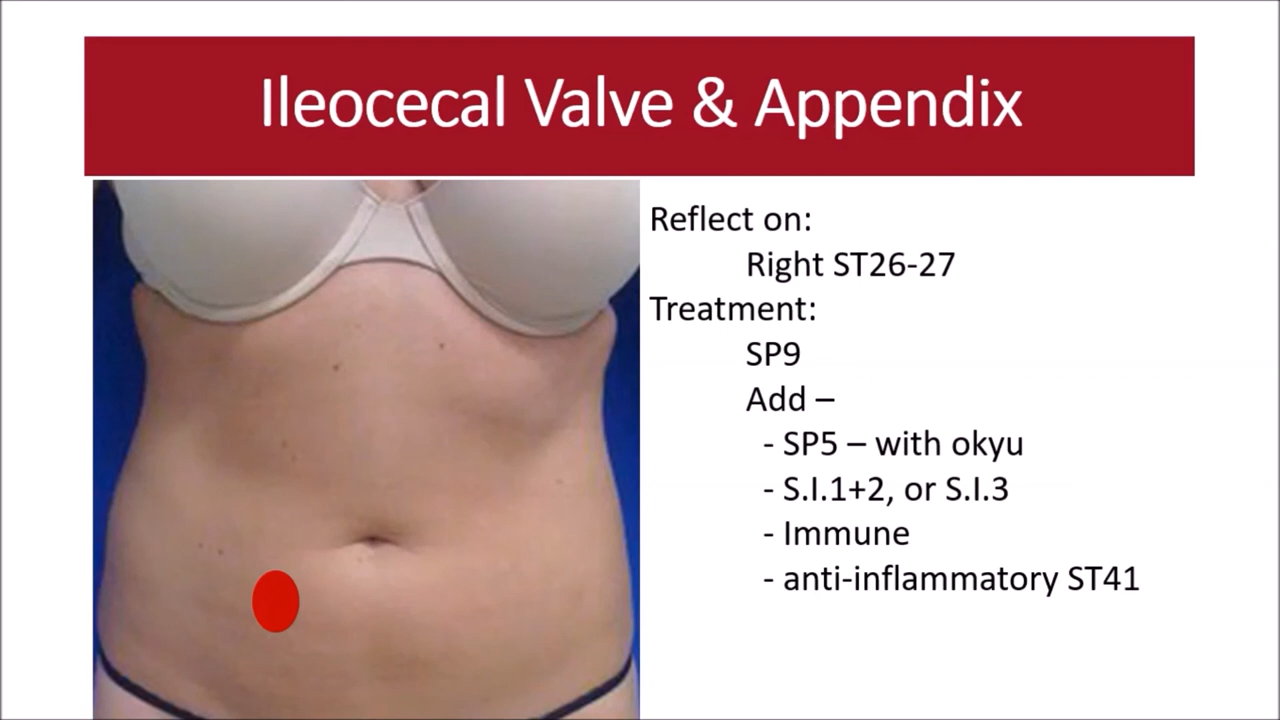 Ileocecal Valve & Appendix
Reflect on:
Right ST26-27
Treatment:
SP9
Add –
- SP5 – with okyu
- S.I.1+2, or S.I.3
- Immune
- anti-inflammatory ST41